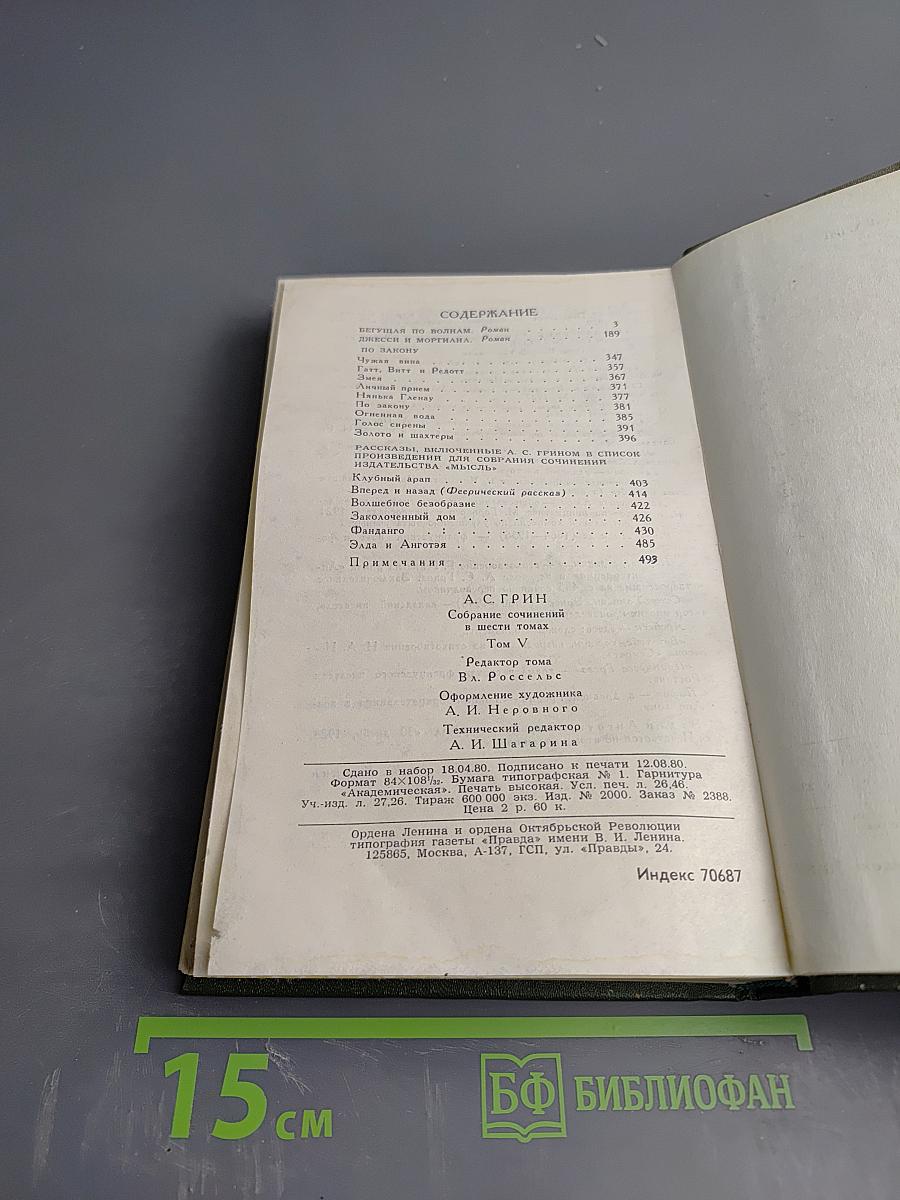 СОДЕРЖАНИЕ
БЕГУЩАЯ ПО ВОЛНАМ. Роман . . . . . . 3
ДЖЕССИ И МОРГИАНА. Роман . . . . . . 189
ПО ЗАКОНУ
Чужая вина . . . . . . . . . . 347
Гатт, Витт и Редотт . . . . . . . . . . 357
Змея . . . . . . . . . . 367
Личный прием . . . . . . . . . . 371
Нянька Гленау . . . . . . . . . . 377
По закону . . . . . . . . . . 381
Огненная вода . . . . . . . . . . 385
Голос сирены . . . . . . . . . . 391
Золото и шахтеры . . . . . . . . . . 396
РАССКАЗЫ, ВКЛЮЧЕННЫЕ А. С. ГРИНОМ В СПИСОК
ПРОИЗВЕДЕНИЙ ДЛЯ СОБРАНИЯ СОЧИНЕНИЙ
ИЗДАТЕЛЬСТВА «МЫСЛЬ»
Клубный арап . . . . . . . . . . 403
Вперед и назад (Феерический рассказ) . . . . 414
Волшебное безобразие . . . . . . . . . . 422
Заколоченный дом . . . . . . . . . . 426
Фанданго . . . . . . . . . . 430
Элда и Анготэя . . . . . . . . . . 485
Примечания . . . . . . . . . . 493
А. С. ГРИН
Собрание сочинений
в шести томах
Том V
Редактор тома
Вл. Россельс
Оформление художника
А. И. Неровного
Технический редактор
А. И. Шагарина
Сдано в набор 18.04.80. Подписано к печати 12.08.80.
Формат 84×108¹/₃₂. Бумага типографская № 1. Гарнитура
«Академическая». Печать высокая. Усл. печ. л. 26,46.
Уч.-изд. л. 27,26. Тираж 600 000 экз. Изд. № 2000. Заказ № 2388.
Цена 2 р. 60 к.
Ордена Ленина и ордена Октябрьской Революции
типография газеты «Правда» имени В. И. Ленина.
125865, Москва, А-137, ГСП, ул. «Правды», 24.
Индекс 70687
15 см
БФ БИБЛИОФАН